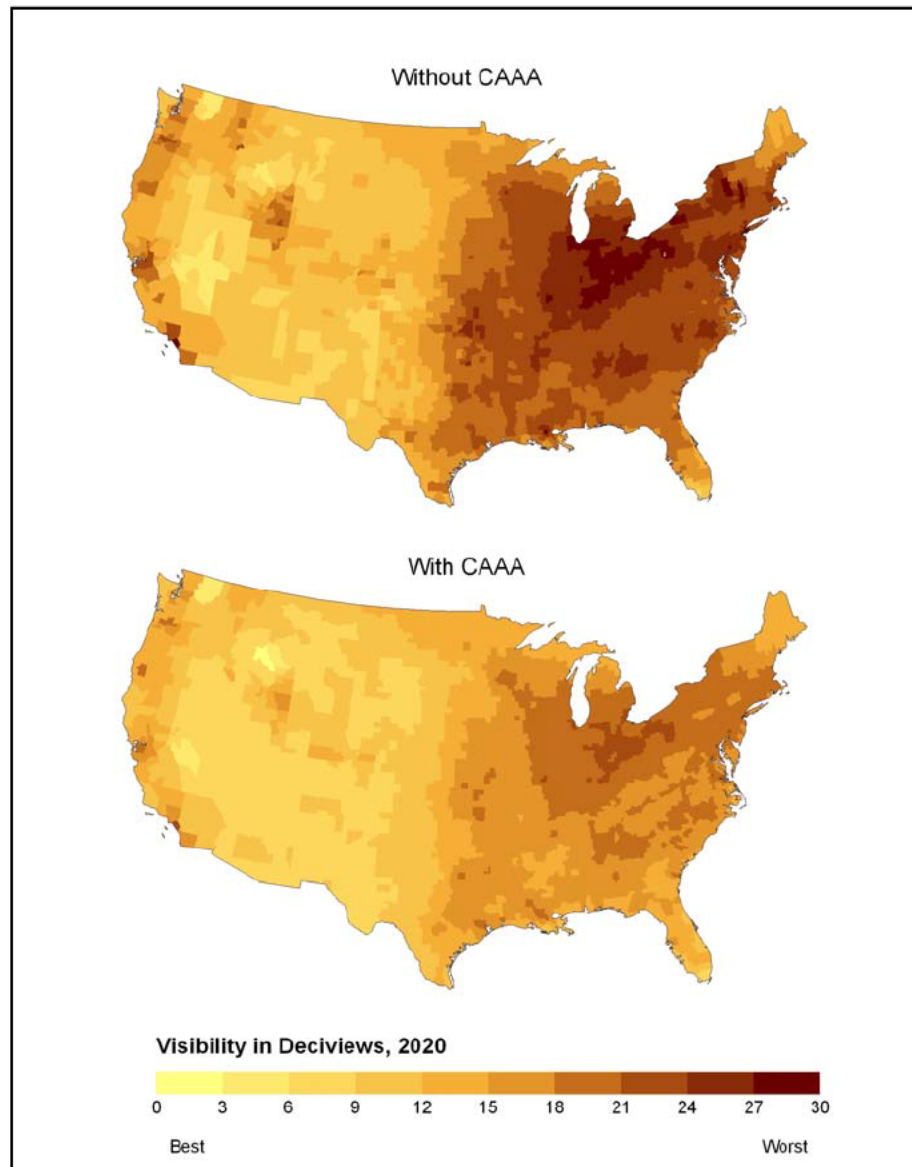 Without CAAA
With CAAA
Visibility in Deciviews, 2020
0 3 6 9 12 15 18 21 24 27 30
Best Worst